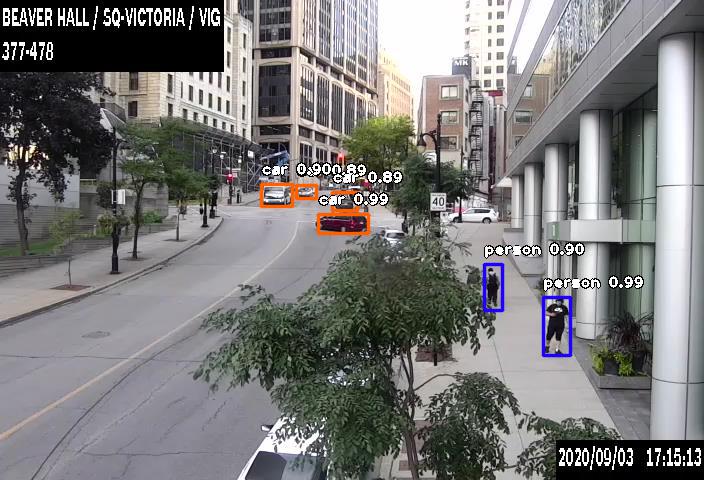 BEAVER HALL / SQ-VICTORIA / VIG
377-478
MK
car 0.90
0.89
car 0.89
car 0.99
40
person 0.90
person 0.99
2020/09/03 17:15:13